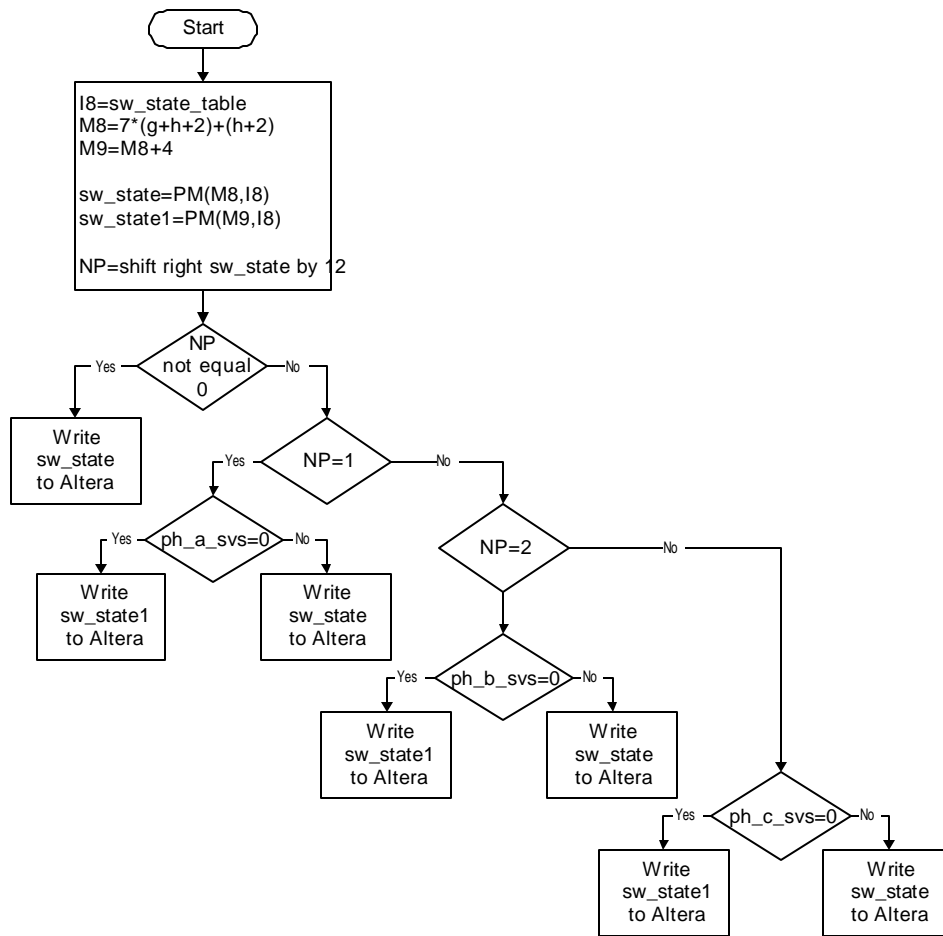 Start
I8=sw_state_table
M8=7*(g+h+2)+(h+2)
M9=M8+4
sw_state=PM(M8,I8)
sw_state1=PM(M9,I8)
NP=shift right sw_state by 12
NP
not equal
0
Yes
No
Write
sw_state
to Altera
NP=1
Yes
No
ph_a_svs=0
Yes
No
Write
sw_state1
to Altera
Write
sw_state
to Altera
NP=2
No
ph_b_svs=0
Yes
No
Write
sw_state1
to Altera
Write
sw_state
to Altera
ph_c_svs=0
Yes
No
Write
sw_state1
to Altera
Write
sw_state
to Altera